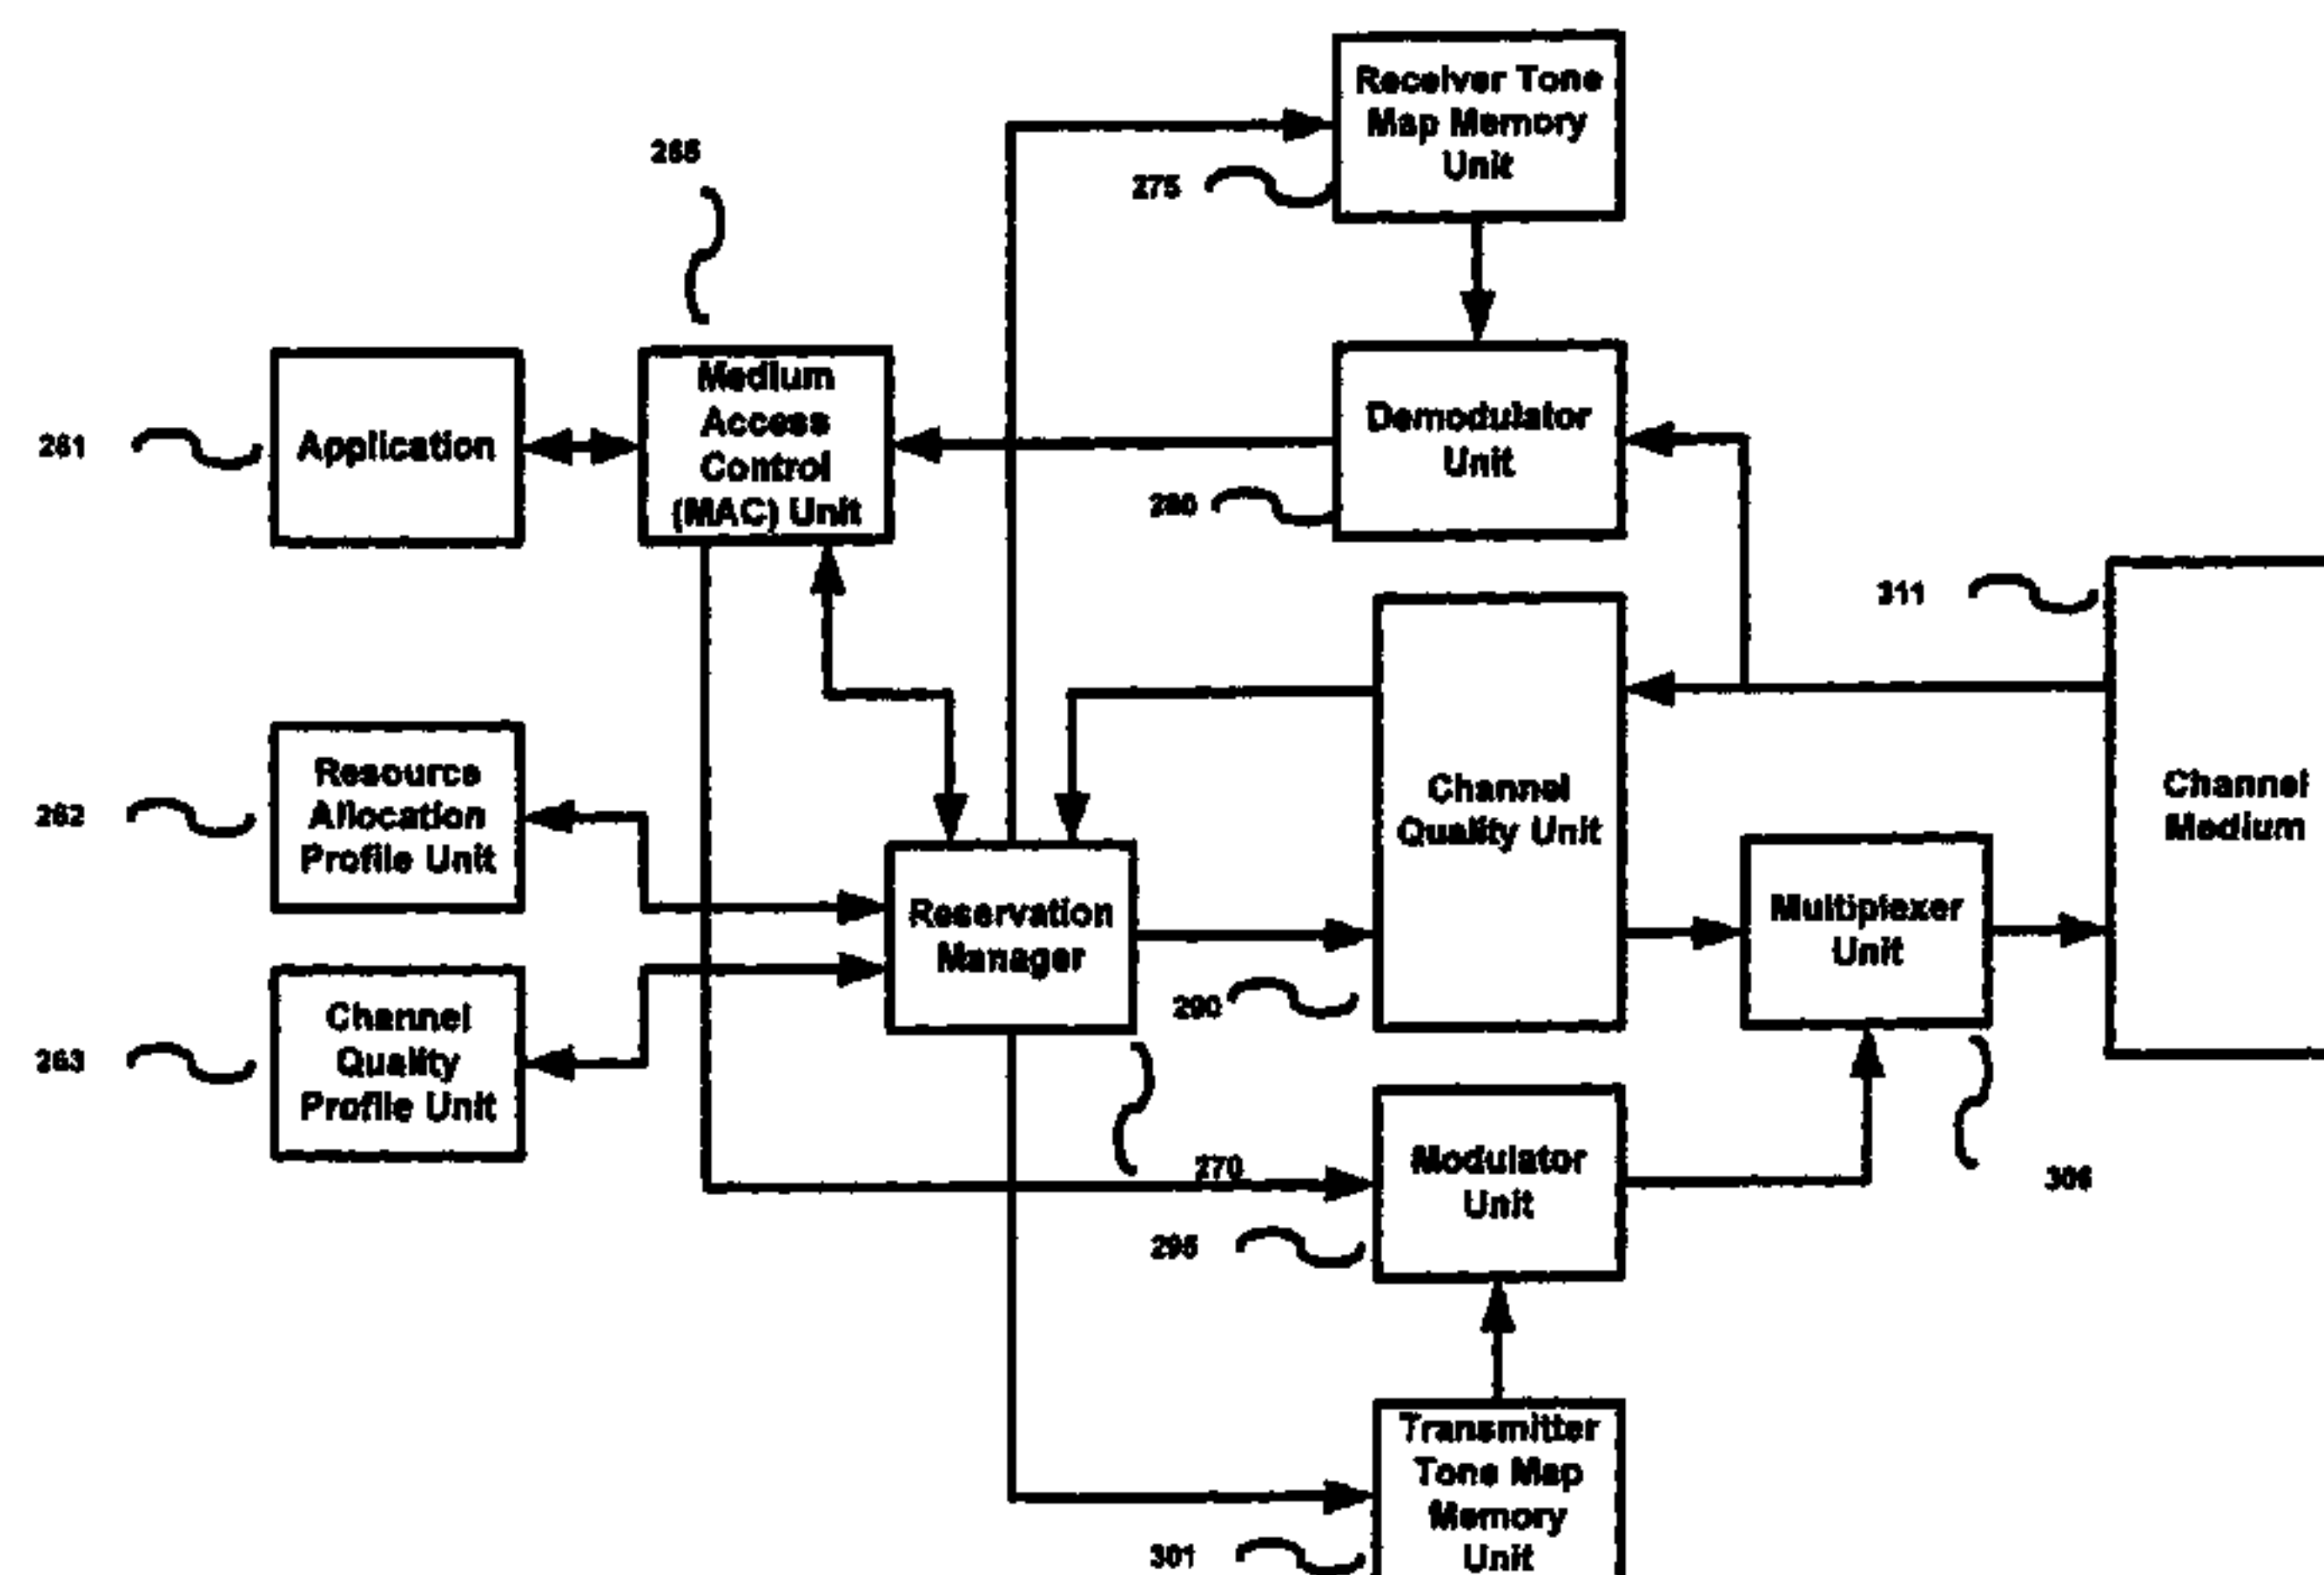 Receiver Tone
Map Memory
Unit
265
275
Medium
Access
Control
(MAC) Unit
Application
261
Demodulator
Unit
280
311
Channel
Medium
Resource
Allocation
Profile Unit
262
Channel
Quality Unit
Reservation
Manager
Multiplexer
Unit
290
Channel
Quality
Profile Unit
263
270
Modulator
Unit
306
295
Transmitter
Tone Map
Memory
Unit
301